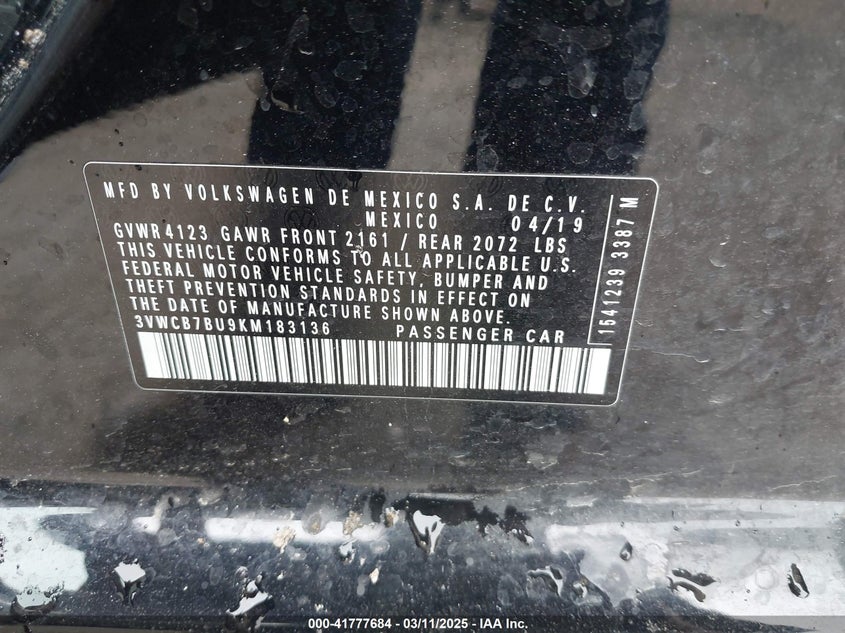 MFD BY VOLKSWAGEN DE MEXICO S.A. DE C.V.
MEXICO 04/19
GVWR 4123 GAWR FRONT 2161 / REAR 2072 LBS
THIS VEHICLE CONFORMS TO ALL APPLICABLE U.S.
FEDERAL MOTOR VEHICLE SAFETY, BUMPER AND
THEFT PREVENTION STANDARDS IN EFFECT ON
THE DATE OF MANUFACTURE SHOWN ABOVE.
3VWCB7BU9KM183136 PASSENGER CAR
1541239 3387 M
000-41777684 - 03/11/2025 - IAA Inc.